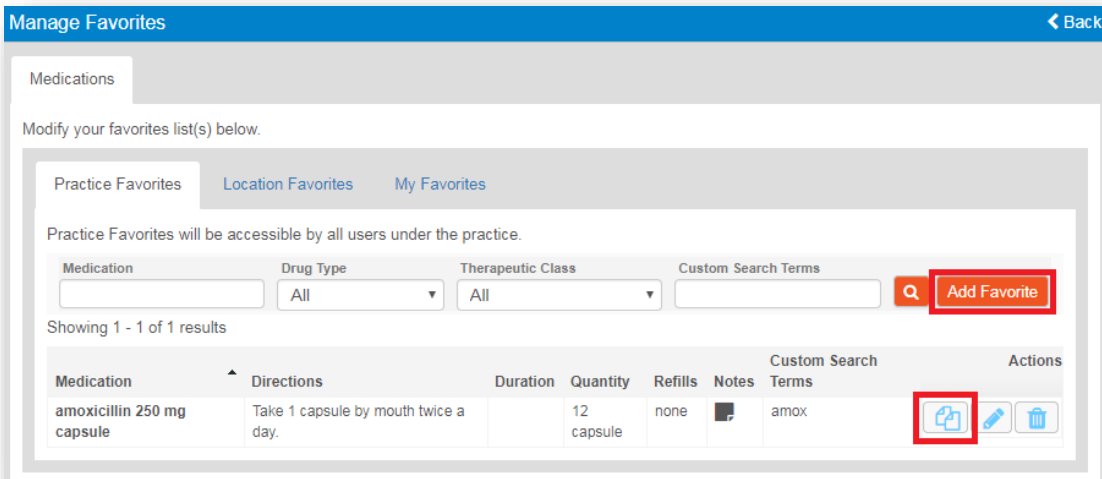 Manage Favorites
Back
Medications
Modify your favorites list(s) below.
Practice Favorites Location Favorites My Favorites
Practice Favorites will be accessible by all users under the practice.
Medication Drug Type Therapeutic Class Custom Search Terms
All All Add Favorite
Showing 1 - 1 of 1 results
Medication Directions Duration Quantity Refills Notes Custom Search Terms Actions
amoxicillin 250 mg Take 1 capsule by mouth twice a 12 none amox
capsule day. capsule